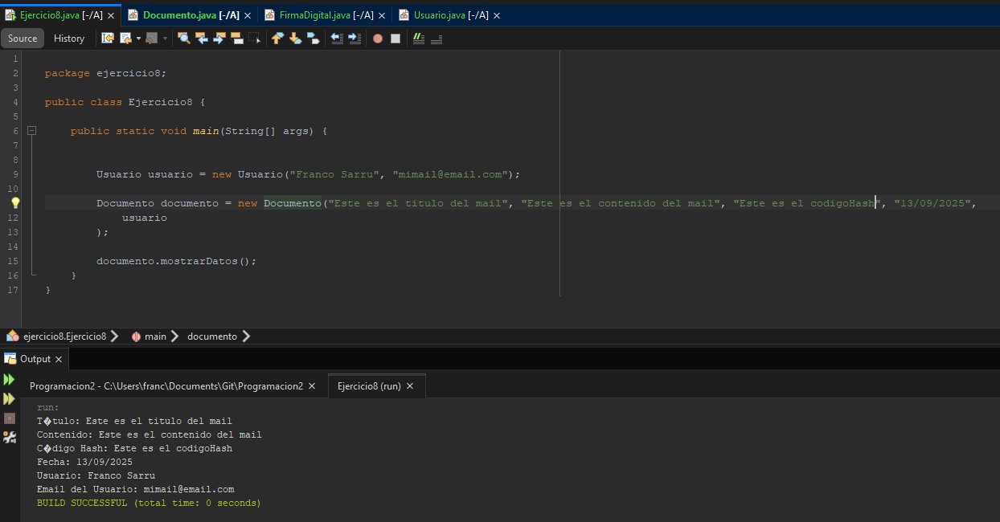 Ejercicio8.java [-/A] × Documento.java [-/A] × FirmaDigital.java [-/A] × Usuario.java [-/A] ×
Source History
1
2 package ejercicio8;
3
4 public class Ejercicio8 {
5
6 public static void main(String[] args) {
7
8
9 Usuario usuario = new Usuario("Franco Sarru", "mimail@email.com");
10
Documento documento = new Documento("Este es el titulo del mail", "Este es el contenido del mail", "Este es el codigoHash", "13/09/2025",
12 usuario
13 );
14
15 documento.mostrarDatos();
16 }
17 }
ejercicio8.Ejercicio8 main documento
Output ×
Programacion2 - C:\Users\franc\Documents\Git\Programacion2 × Ejercicio8 (run) ×
run:
T�tulo: Este es el titulo del mail
Contenido: Este es el contenido del mail
C�digo Hash: Este es el codigoHash
Fecha: 13/09/2025
Usuario: Franco Sarru
Email del Usuario: mimail@email.com
BUILD SUCCESSFUL (total time: 0 seconds)